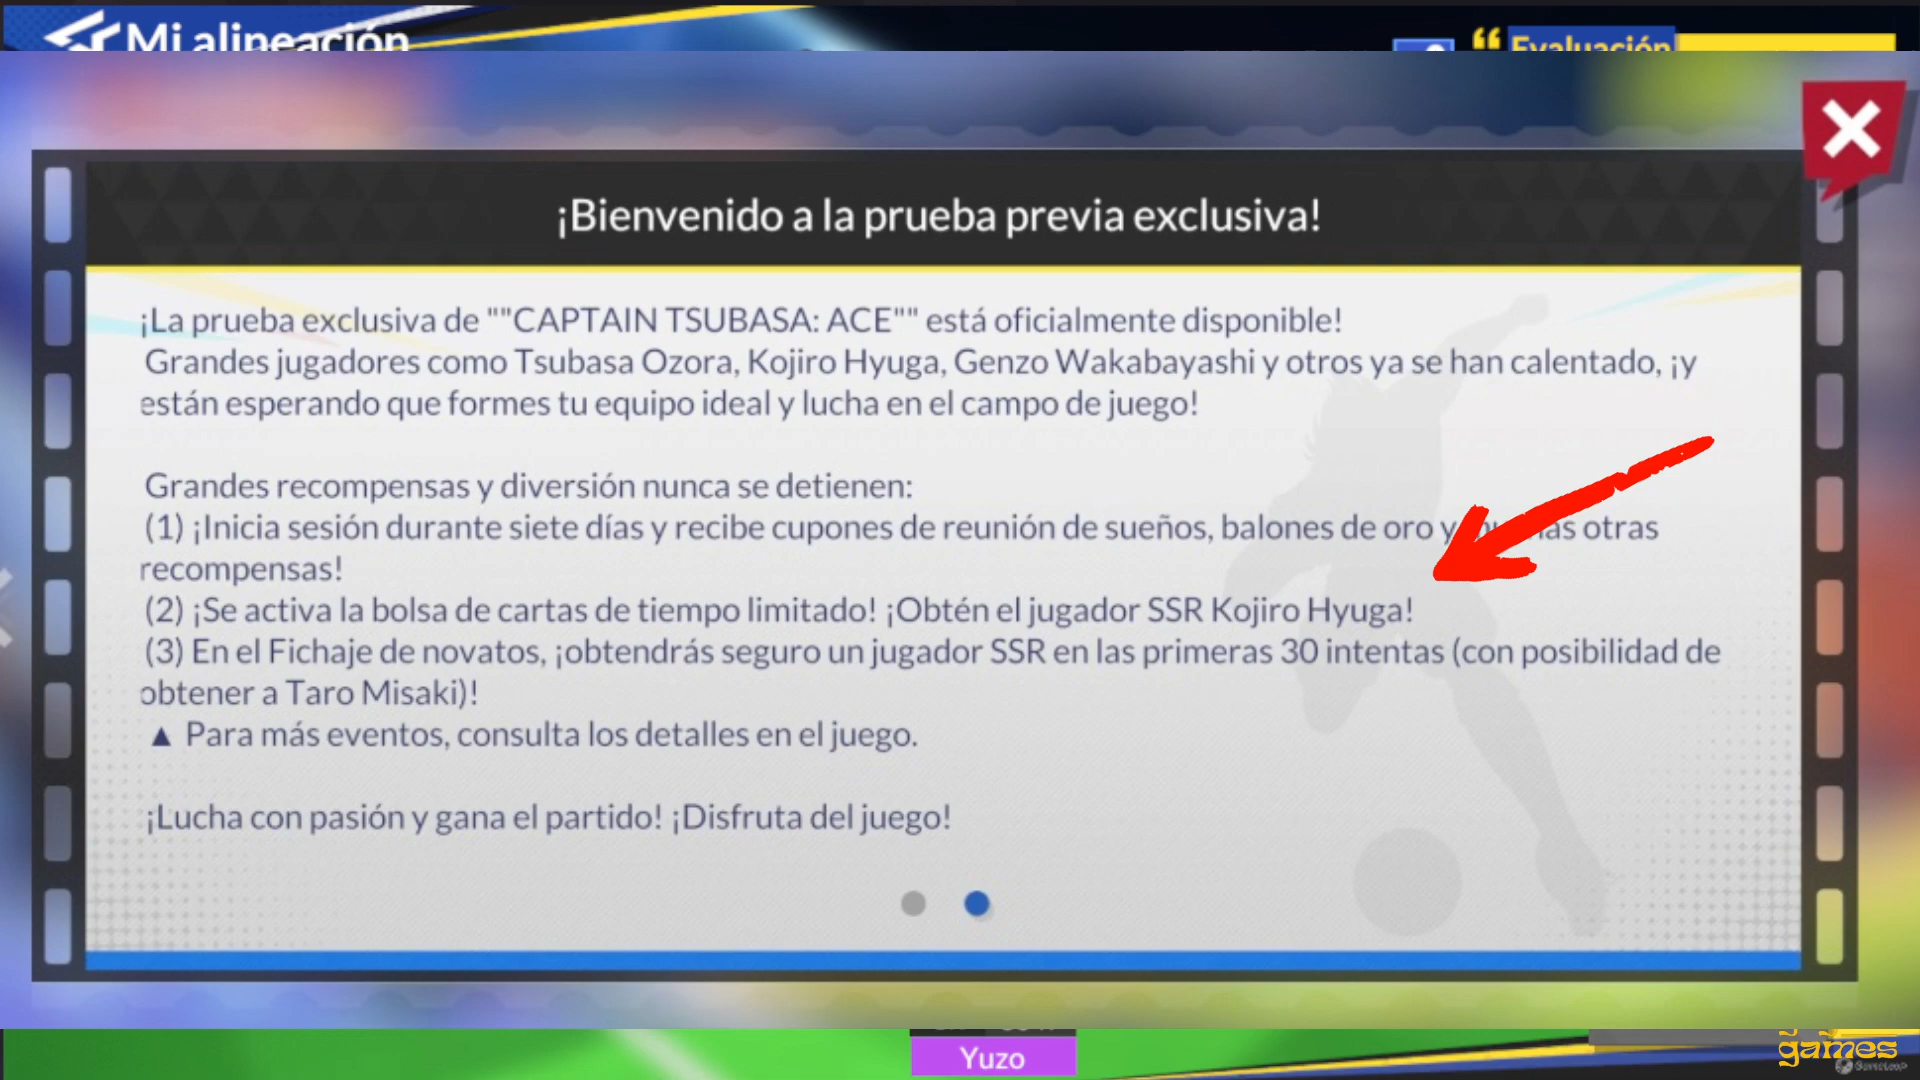 Mi alineación
Evaluación
¡Bienvenido a la prueba previa exclusiva!
¡La prueba exclusiva de ""CAPTAIN TSUBASA: ACE"" está oficialmente disponible!
Grandes jugadores como Tsubasa Ozora, Kojiro Hyuga, Genzo Wakabayashi y otros ya se han calentado, ¡y
están esperando que formes tu equipo ideal y lucha en el campo de juego!
Grandes recompensas y diversión nunca se detienen:
(1) ¡Inicia sesión durante siete días y recibe cupones de reunión de sueños, balones de oro y otras
recompensas!
(2) ¡Se activa la bolsa de cartas de tiempo limitado! ¡Obtén el jugador SSR Kojiro Hyuga!
(3) En el Fichaje de novatos, ¡obtendrás seguro un jugador SSR en las primeras 30 intentas (con posibilidad de
obtener a Taro Misaki)!
▲ Para más eventos, consulta los detalles en el juego.
¡Lucha con pasión y gana el partido! ¡Disfruta del juego!
Yuzo
games
GameLoop